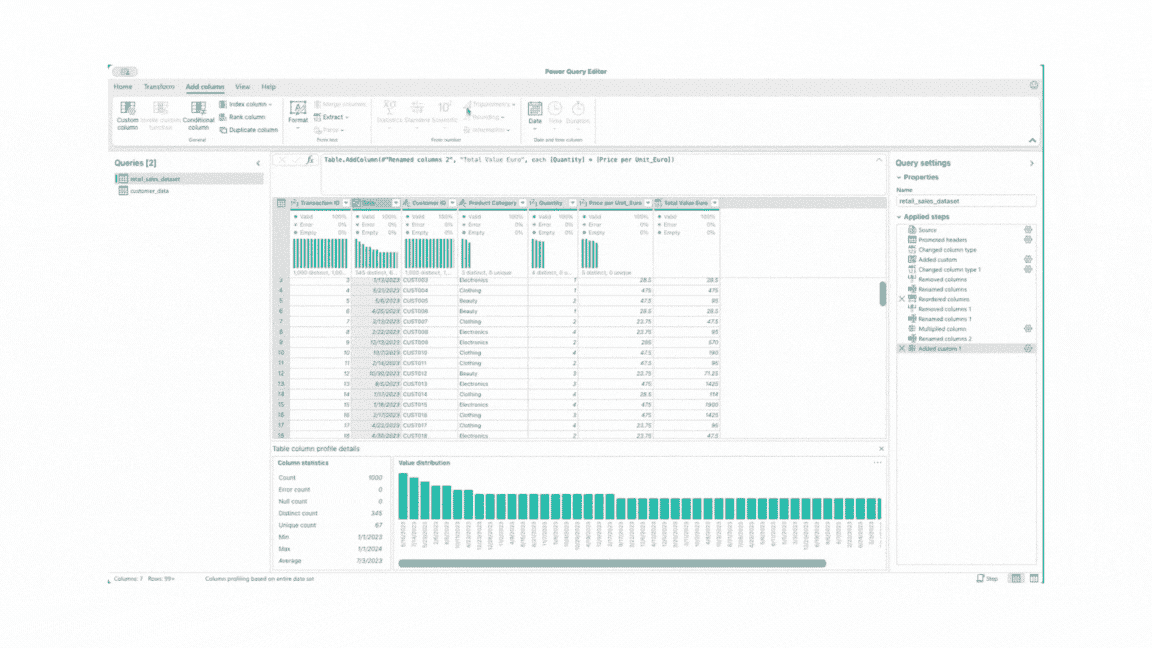 Power Query Editor
Home Transform Add column View Help
Custom column
Conditional column
Index column
Rank column
Duplicate column
General
Format
Merge columns
Extract
Parse
From text
Statistics Standard Scientific
10²
Trigonometry
Rounding
Information
From number
Date Time Duration
Date and time column
Queries [2]
retail_sales_dataset
customer_data
fx
Table.AddColumn(#"Renamed columns 2", "Total Value Euro", each [Quantity] * [Price per Unit_Euro])
Transaction ID Date Customer ID Product Category Quantity Price per Unit_Euro Total Value Euro
Valid 100% Valid 100% Valid 100% Valid 100% Valid 100% Valid 100% Valid 100%
Error 0% Error 0% Error 0% Error 0% Error 0% Error 0% Error 0%
Empty 0% Empty 0% Empty 0% Empty 0% Empty 0% Empty 0% Empty 0%
3 distinct, 0 unique
5 distinct, 0 unique
3 3 1/13/2023 CUST003 Electronics 1 28.5 28.5
4 4 5/21/2023 CUST004 Clothing 1 475 475
5 5 5/6/2023 CUST005 Beauty 2 47.5 95
6 6 4/25/2023 CUST006 Beauty 1 28.5 28.5
7 7 3/13/2023 CUST007 Clothing 2 23.75 47.5
8 8 2/22/2023 CUST008 Electronics 4 23.75 95
9 9 12/13/2023 CUST009 Electronics 2 285 570
10 10 10/7/2023 CUST010 Clothing 4 47.5 190
11 11 2/14/2023 CUST011 Clothing 2 47.5 95
12 12 10/30/2023 CUST012 Beauty 3 23.75 71.25
13 13 8/5/2023 CUST013 Electronics 3 475 1425
14 14 1/17/2023 CUST014 Clothing 4 28.5 114
15 15 1/16/2023 CUST015 Electronics 4 475 1900
16 16 2/17/2023 CUST016 Clothing 3 475 1425
17 17 4/22/2023 CUST017 Clothing 4 23.75 95
18 18 4/30/2023 CUST018 Electronics 2 23.75 47.5
Table column profile details
Column statistics
Count 1000
Error count 0
Null count 0
Distinct count 345
Unique count 67
Min 1/1/2023
Max 1/1/2024
Average 7/3/2023
Value distribution
Query settings
Properties
Name
retail_sales_dataset
Applied steps
Source
Promoted headers
Changed column type
Added custom
Changed column type 1
Removed columns
Renamed columns
Reordered columns
Removed columns 1
Renamed columns 1
Multiplied column
Renamed columns 2
Added custom 1
Columns: 7 Rows: 99+
Column profiling based on entire data set
Step